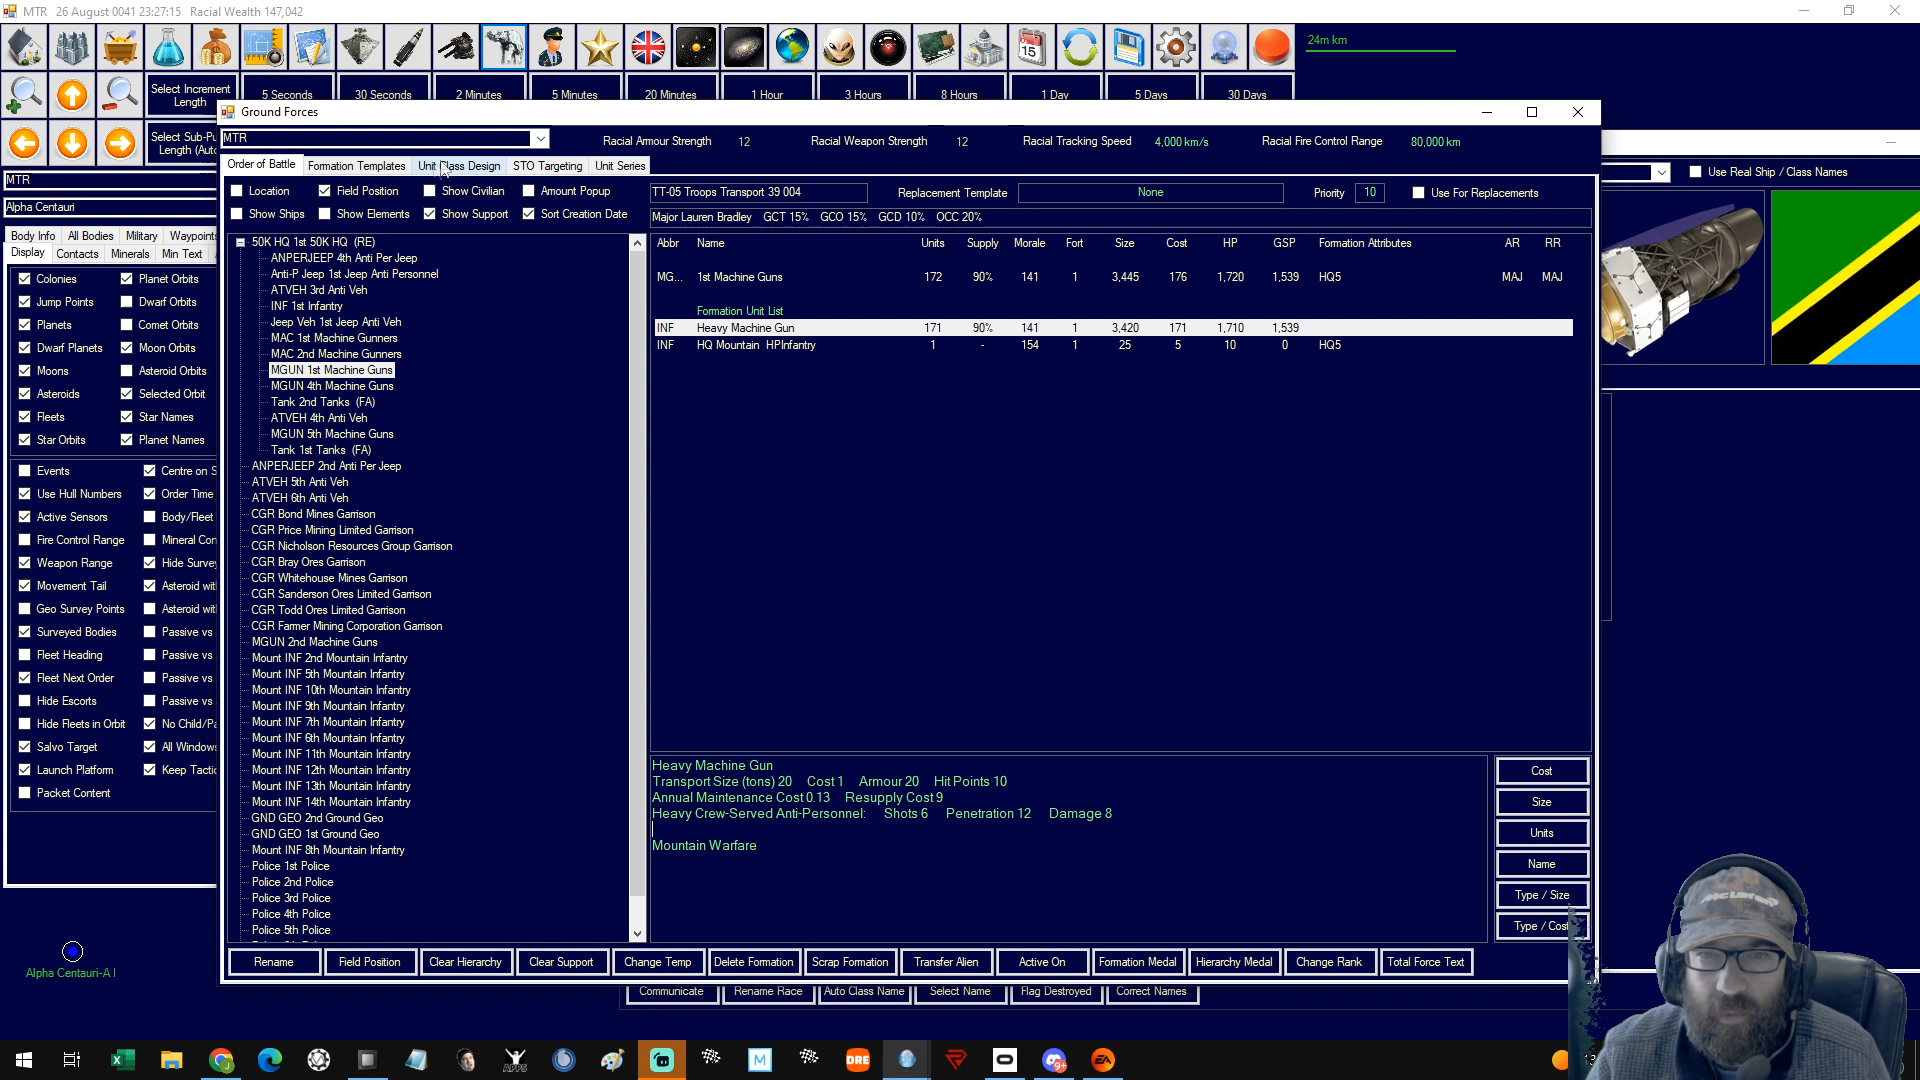 MTR   26 August 0041 23:27:15   Racial Wealth 147,042
24m km
Select Increment Length
5 Seconds
30 Seconds
2 Minutes
5 Minutes
20 Minutes
1 Hour
3 Hours
8 Hours
1 Day
5 Days
30 Days
Ground Forces
MTR
Racial Armour Strength 12
Racial Weapon Strength 12
Racial Tracking Speed 4,000 km/s
Racial Fire Control Range 80,000 km
Order of Battle
Formation Templates
Unit Class Design
STO Targeting
Unit Series
Location
Field Position
Show Civilian
Amount Popup
Show Ships
Show Elements
Show Support
Sort Creation Date
TT-05 Troops Transport 39 004
Replacement Template
None
Priority 10
Use For Replacements
Major Lauren Bradley   GCT 15%   GCO 15%   GCD 10%   OCC 20%
Use Real Ship / Class Names
MTR
Alpha Centauri
Body Info
All Bodies
Military
Waypoint
Display
Contacts
Minerals
Min Text
Colonies
Planet Orbits
Jump Points
Dwarf Orbits
Planets
Comet Orbits
Dwarf Planets
Moon Orbits
Moons
Asteroid Orbits
Asteroids
Selected Orbit
Fleets
Star Names
Star Orbits
Planet Names
Events
Centre on S
Use Hull Numbers
Order Time
Active Sensors
Body/Fleet
Fire Control Range
Mineral Con
Weapon Range
Hide Surve
Movement Tail
Asteroid wit
Geo Survey Points
Asteroid wit
Surveyed Bodies
Passive vs
Fleet Heading
Passive vs
Fleet Next Order
Passive vs
Hide Escorts
Passive vs
Hide Fleets in Orbit
No Child/Pa
Salvo Target
All Window
Launch Platform
Keep Tactic
Packet Content
50K HQ 1st 50K HQ (RE)
ANPERJEEP 4th Anti Per Jeep
Anti-P Jeep 1st Jeep Anti Personnel
ATVEH 3rd Anti Veh
INF 1st Infantry
Jeep Veh 1st Jeep Anti Veh
MAC 1st Machine Gunners
MAC 2nd Machine Gunners
MGUN 1st Machine Guns
MGUN 4th Machine Guns
Tank 2nd Tanks (FA)
ATVEH 4th Anti Veh
MGUN 5th Machine Guns
Tank 1st Tanks (FA)
ANPERJEEP 2nd Anti Per Jeep
ATVEH 5th Anti Veh
ATVEH 6th Anti Veh
CGR Bond Mines Garrison
CGR Price Mining Limited Garrison
CGR Nicholson Resources Group Garrison
CGR Bray Ores Garrison
CGR Whitehouse Mines Garrison
CGR Sanderson Ores Limited Garrison
CGR Todd Ores Limited Garrison
CGR Farmer Mining Corporation Garrison
MGUN 2nd Machine Guns
Mount INF 2nd Mountain Infantry
Mount INF 5th Mountain Infantry
Mount INF 10th Mountain Infantry
Mount INF 9th Mountain Infantry
Mount INF 7th Mountain Infantry
Mount INF 6th Mountain Infantry
Mount INF 11th Mountain Infantry
Mount INF 12th Mountain Infantry
Mount INF 13th Mountain Infantry
Mount INF 14th Mountain Infantry
GND GEO 2nd Ground Geo
GND GEO 1st Ground Geo
Mount INF 8th Mountain Infantry
Police 1st Police
Police 2nd Police
Police 3rd Police
Police 4th Police
Police 5th Police
Abbr Name Units Supply Morale Fort Size Cost HP GSP Formation Attributes AR RR
MG... 1st Machine Guns 172 90% 141 1 3,445 176 1,720 1,539 HQ5 MAJ MAJ
Formation Unit List
INF Heavy Machine Gun 171 90% 141 1 3,420 171 1,710 1,539
INF HQ Mountain HPInfantry 1 - 154 1 25 5 10 0 HQ5
Heavy Machine Gun
Transport Size (tons) 20   Cost 1   Armour 20   Hit Points 10
Annual Maintenance Cost 0.13   Resupply Cost 9
Heavy Crew-Served Anti-Personnel:   Shots 6   Penetration 12   Damage 8
Mountain Warfare
Cost
Size
Units
Name
Type / Size
Type / Cost
Rename
Field Position
Clear Hierarchy
Clear Support
Change Temp
Delete Formation
Scrap Formation
Transfer Alien
Active On
Formation Medal
Hierarchy Medal
Change Rank
Total Force Text
Communicate
Rename Race
Auto Class Name
Select Name
Flag Destroyed
Correct Names
Alpha Centauri-A I